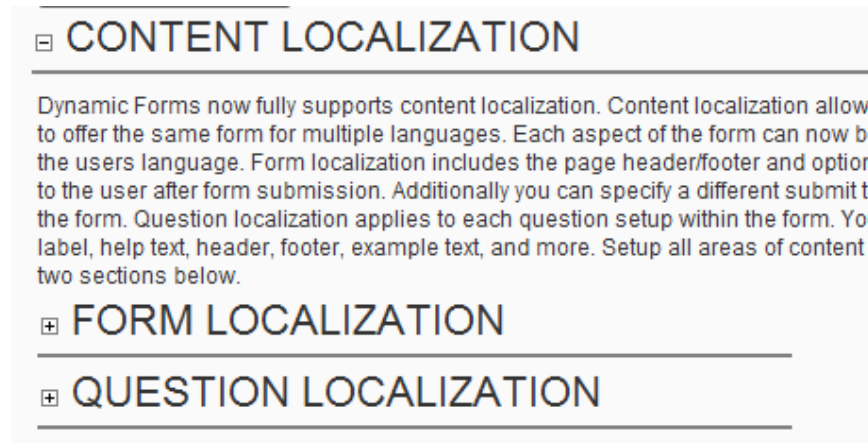 CONTENT LOCALIZATION
Dynamic Forms now fully supports content localization. Content localization allow
to offer the same form for multiple languages. Each aspect of the form can now b
the users language. Form localization includes the page header/footer and option
to the user after form submission. Additionally you can specify a different submit t
the form. Question localization applies to each question setup within the form. Yo
label, help text, header, footer, example text, and more. Setup all areas of content
two sections below.
FORM LOCALIZATION
QUESTION LOCALIZATION